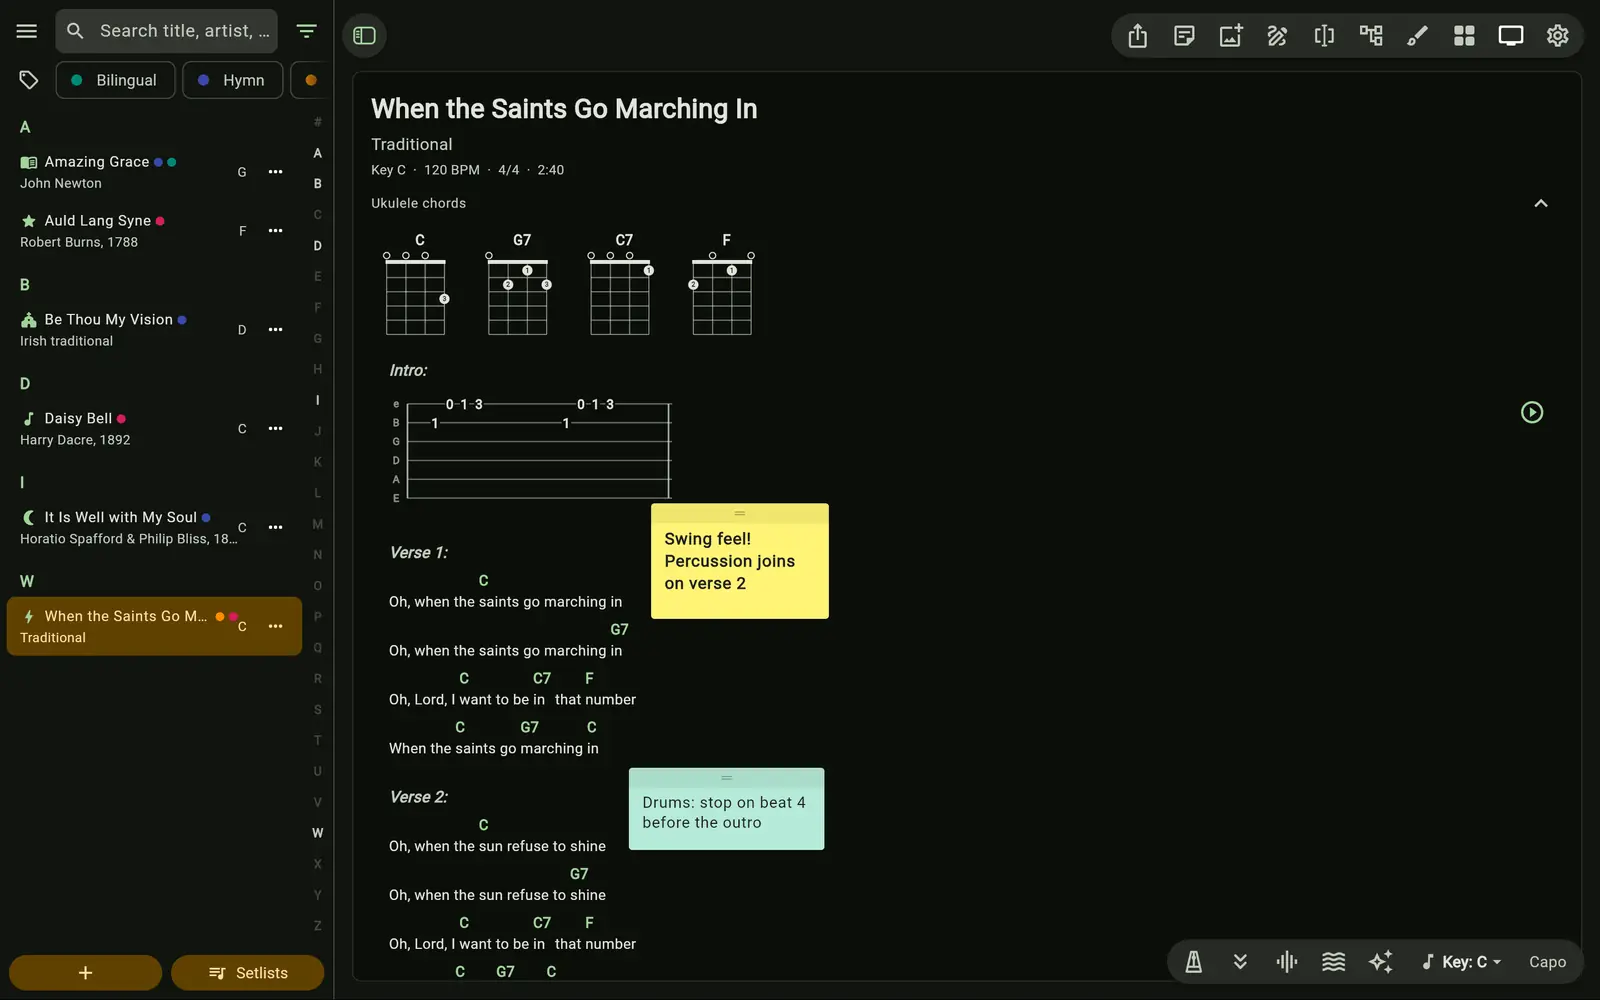 Search title, artist, ...
Bilingual
Hymn
A
Amazing Grace
John Newton
G
Auld Lang Syne
Robert Burns, 1788
F
B
Be Thou My Vision
Irish traditional
D
D
Daisy Bell
Harry Dacre, 1892
C
I
It Is Well with My Soul
Horatio Spafford & Philip Bliss, 18...
C
W
When the Saints Go M...
Traditional
C
#
A
B
C
D
E
F
G
H
I
J
K
L
M
N
O
P
Q
R
S
T
U
V
W
X
Y
Z
+
Setlists
When the Saints Go Marching In
Traditional
Key C · 120 BPM · 4/4 · 2:40
Ukulele chords
C G7 C7 F
3
1
2 3
1
1
2
Intro:
e 0-1-3 0-1-3
B 1 1
G
D
A
E
Swing feel!
Percussion joins
on verse 2
Verse 1:
C
Oh, when the saints go marching in
G7
Oh, when the saints go marching in
C C7 F
Oh, Lord, I want to be in that number
C G7 C
When the saints go marching in
Drums: stop on beat 4
before the outro
Verse 2:
C
Oh, when the sun refuse to shine
G7
Oh, when the sun refuse to shine
C C7 F
Oh, Lord, I want to be in that number
C G7 C
Key: C
Capo